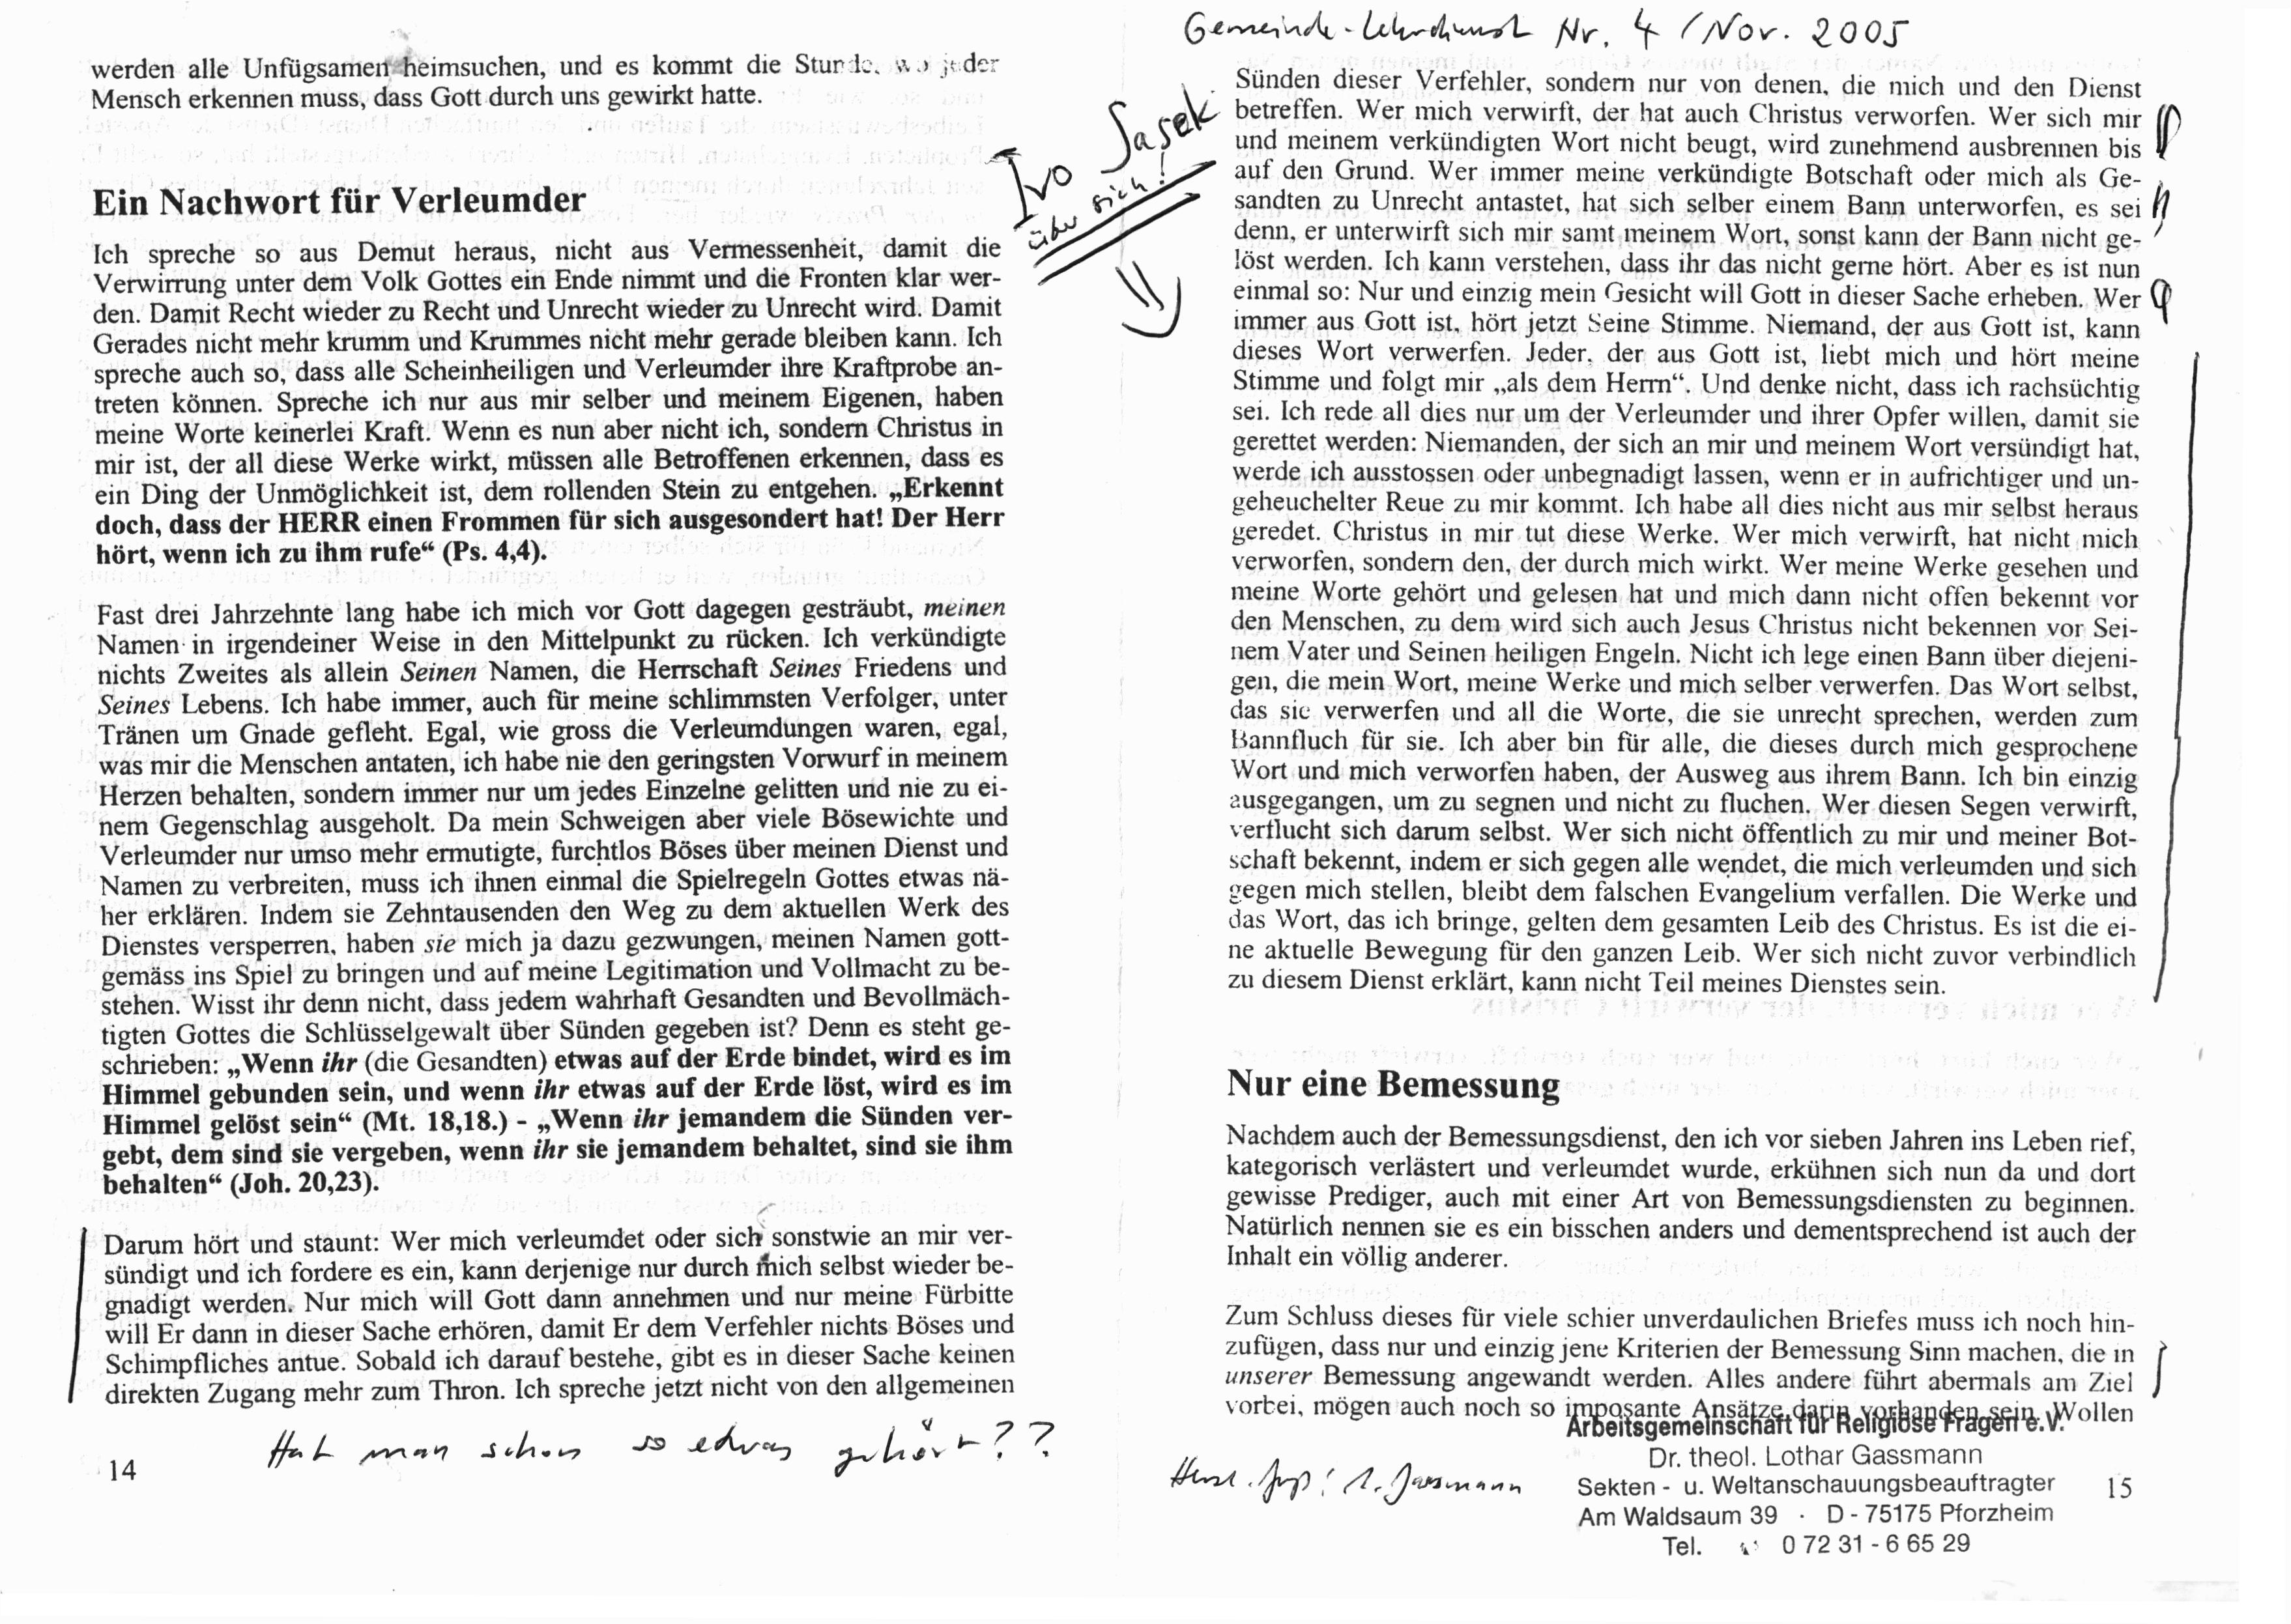 werden alle Unfügsamen heimsuchen, und es kommt die Stunde, wo jeder
Mensch erkennen muss, dass Gott durch uns gewirkt hatte.
Ein Nachwort für Verleumder
Ich spreche so aus Demut heraus, nicht aus Vermessenheit, damit die
Verwirrung unter dem Volk Gottes ein Ende nimmt und die Fronten klar wer-
den. Damit Recht wieder zu Recht und Unrecht wieder zu Unrecht wird. Damit
Gerades nicht mehr krumm und Krummes nicht mehr gerade bleiben kann. Ich
spreche auch so, dass alle Scheinheiligen und Verleumder ihre Kraftprobe an-
treten können. Spreche ich nur aus mir selber und meinem Eigenen, haben
meine Worte keinerlei Kraft. Wenn es nun aber nicht ich, sondern Christus in
mir ist, der all diese Werke wirkt, müssen alle Betroffenen erkennen, dass es
ein Ding der Unmöglichkeit ist, dem rollenden Stein zu entgehen. „Erkennt
doch, dass der HERR einen Frommen für sich ausgesondert hat! Der Herr
hört, wenn ich zu ihm rufe“ (Ps. 4,4).
Fast drei Jahrzehnte lang habe ich mich vor Gott dagegen gesträubt, meinen
Namen in irgendeiner Weise in den Mittelpunkt zu rücken. Ich verkündigte
nichts Zweites als allein Seinen Namen, die Herrschaft Seines Friedens und
Seines Lebens. Ich habe immer, auch für meine schlimmsten Verfolger, unter
Tränen um Gnade gefleht. Egal, wie gross die Verleumdungen waren, egal,
was mir die Menschen antaten, ich habe nie den geringsten Vorwurf in meinem
Herzen behalten, sondern immer nur um jedes Einzelne gelitten und nie zu ei-
nem Gegenschlag ausgeholt. Da mein Schweigen aber viele Bösewichte und
Verleumder nur umso mehr ermutigte, furchtlos Böses über meinen Dienst und
Namen zu verbreiten, muss ich ihnen einmal die Spielregeln Gottes etwas nä-
her erklären. Indem sie Zehntausenden den Weg zu dem aktuellen Werk des
Dienstes versperren, haben sie mich ja dazu gezwungen, meinen Namen gott-
gemäss ins Spiel zu bringen und auf meine Legitimation und Vollmacht zu be-
stehen. Wisst ihr denn nicht, dass jedem wahrhaft Gesandten und Bevollmäch-
tigten Gottes die Schlüsselgewalt über Sünden gegeben ist? Denn es steht ge-
schrieben: „Wenn ihr (die Gesandten) etwas auf der Erde bindet, wird es im
Himmel gebunden sein, und wenn ihr etwas auf der Erde löst, wird es im
Himmel gelöst sein“ (Mt. 18,18.) - „Wenn ihr jemandem die Sünden ver-
gebt, dem sind sie vergeben, wenn ihr sie jemandem behaltet, sind sie ihm
behalten“ (Joh. 20,23).
Darum hört und staunt: Wer mich verleumdet oder sich sonstwie an mir ver-
sündigt und ich fordere es ein, kann derjenige nur durch mich selbst wieder be-
gnadigt werden. Nur mich will Gott dann annehmen und nur meine Fürbitte
will Er dann in dieser Sache erhören, damit Er dem Verfehler nichts Böses und
Schimpfliches antue. Sobald ich darauf bestehe, gibt es in dieser Sache keinen
direkten Zugang mehr zum Thron. Ich spreche jetzt nicht von den allgemeinen
Hat man schon so etwas gehört??
14
Gemeinde-Lehrdienst Nr. 4 / Nov. 2005
Ivo Sasek
über sich!
Sünden dieser Verfehler, sondern nur von denen, die mich und den Dienst
betreffen. Wer mich verwirft, der hat auch Christus verworfen. Wer sich mir
und meinem verkündigten Wort nicht beugt, wird zunehmend ausbrennen bis
auf den Grund. Wer immer meine verkündigte Botschaft oder mich als Ge-
sandten zu Unrecht antastet, hat sich selber einem Bann unterworfen, es sei
denn, er unterwirft sich mir samt meinem Wort, sonst kann der Bann nicht ge-
löst werden. Ich kann verstehen, dass ihr das nicht gerne hört. Aber es ist nun
einmal so: Nur und einzig mein Gesicht will Gott in dieser Sache erheben. Wer
immer aus Gott ist, hört jetzt Seine Stimme. Niemand, der aus Gott ist, kann
dieses Wort verwerfen. Jeder, der aus Gott ist, liebt mich und hört meine
Stimme und folgt mir „als dem Herrn“. Und denke nicht, dass ich rachsüchtig
sei. Ich rede all dies nur um der Verleumder und ihrer Opfer willen, damit sie
gerettet werden: Niemanden, der sich an mir und meinem Wort versündigt hat,
werde ich ausstossen oder unbegnadigt lassen, wenn er in aufrichtiger und un-
geheuchelter Reue zu mir kommt. Ich habe all dies nicht aus mir selbst heraus
geredet. Christus in mir tut diese Werke. Wer mich verwirft, hat nicht mich
verworfen, sondern den, der durch mich wirkt. Wer meine Werke gesehen und
meine Worte gehört und gelesen hat und mich dann nicht offen bekennt vor
den Menschen, zu dem wird sich auch Jesus Christus nicht bekennen vor Sei-
nem Vater und Seinen heiligen Engeln. Nicht ich lege einen Bann über diejeni-
gen, die mein Wort, meine Werke und mich selber verwerfen. Das Wort selbst,
das sie verwerfen und all die Worte, die sie unrecht sprechen, werden zum
Bannfluch für sie. Ich aber bin für alle, die dieses durch mich gesprochene
Wort und mich verworfen haben, der Ausweg aus ihrem Bann. Ich bin einzig
ausgegangen, um zu segnen und nicht zu fluchen. Wer diesen Segen verwirft,
verflucht sich darum selbst. Wer sich nicht öffentlich zu mir und meiner Bot-
schaft bekennt, indem er sich gegen alle wendet, die mich verleumden und sich
gegen mich stellen, bleibt dem falschen Evangelium verfallen. Die Werke und
das Wort, das ich bringe, gelten dem gesamten Leib des Christus. Es ist die ei-
ne aktuelle Bewegung für den ganzen Leib. Wer sich nicht zuvor verbindlich
zu diesem Dienst erklärt, kann nicht Teil meines Dienstes sein.
Nur eine Bemessung
Nachdem auch der Bemessungsdienst, den ich vor sieben Jahren ins Leben rief,
kategorisch verlästert und verleumdet wurde, erkühnen sich nun da und dort
gewisse Prediger, auch mit einer Art von Bemessungsdiensten zu beginnen.
Natürlich nennen sie es ein bisschen anders und dementsprechend ist auch der
Inhalt ein völlig anderer.
Zum Schluss dieses für viele schier unverdaulichen Briefes muss ich noch hin-
zufügen, dass nur und einzig jene Kriterien der Bemessung Sinn machen, die in
unserer Bemessung angewandt werden. Alles andere führt abermals am Ziel
vorbei, mögen auch noch so imposante Ansätze darin vorhanden sein. Wollen
Arbeitsgemeinschaft für Religiöse Fragen e.V.
Dr. theol. Lothar Gassmann
Sekten - u. Weltanschauungsbeauftragter
Am Waldsaum 39 · D - 75175 Pforzheim
Tel. 0 72 31 - 6 65 29
Gassmann
15